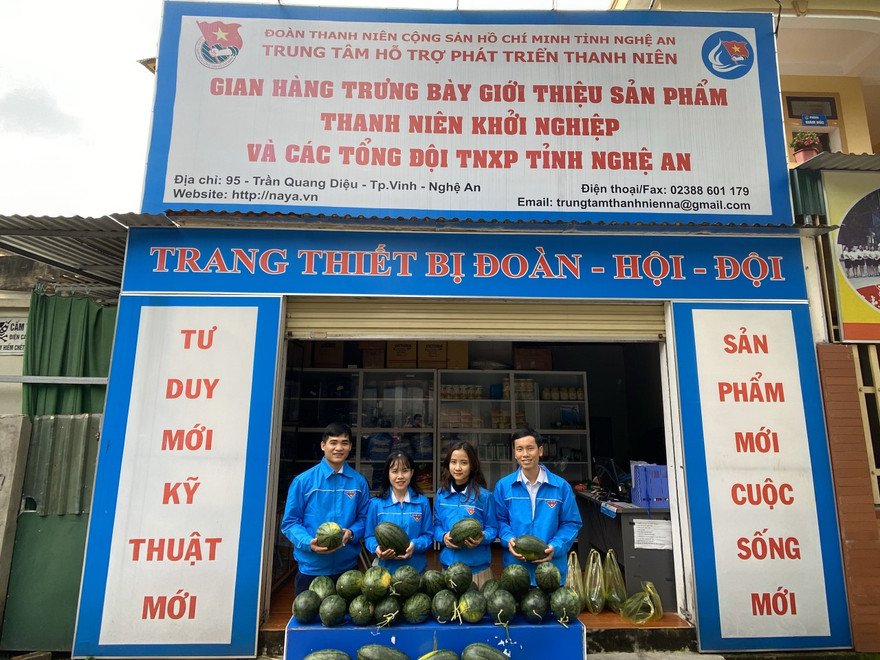 ĐOÀN THANH NIÊN CỘNG SẢN HỒ CHÍ MINH TỈNH NGHỆ AN
TRUNG TÂM HỖ TRỢ PHÁT TRIỂN THANH NIÊN
GIAN HÀNG TRƯNG BÀY GIỚI THIỆU SẢN PHẨM
THANH NIÊN KHỞI NGHIỆP
VÀ CÁC TỔNG ĐỘI TNXP TỈNH NGHỆ AN
Địa chỉ: 95 - Trần Quang Diệu - Tp.Vinh - Nghệ An
Điện thoại/Fax: 02388 601 179
Website: http://naya.vn
Email: trungtamthanhnienna@gmail.com
TRANG THIẾT BỊ ĐOÀN - HỘI - ĐỘI
TƯ
DUY
MỚI
KỸ
THUẬT
MỚI
SẢN
PHẨM
MỚI
CUỘC
SỐNG
MỚI
CẤM